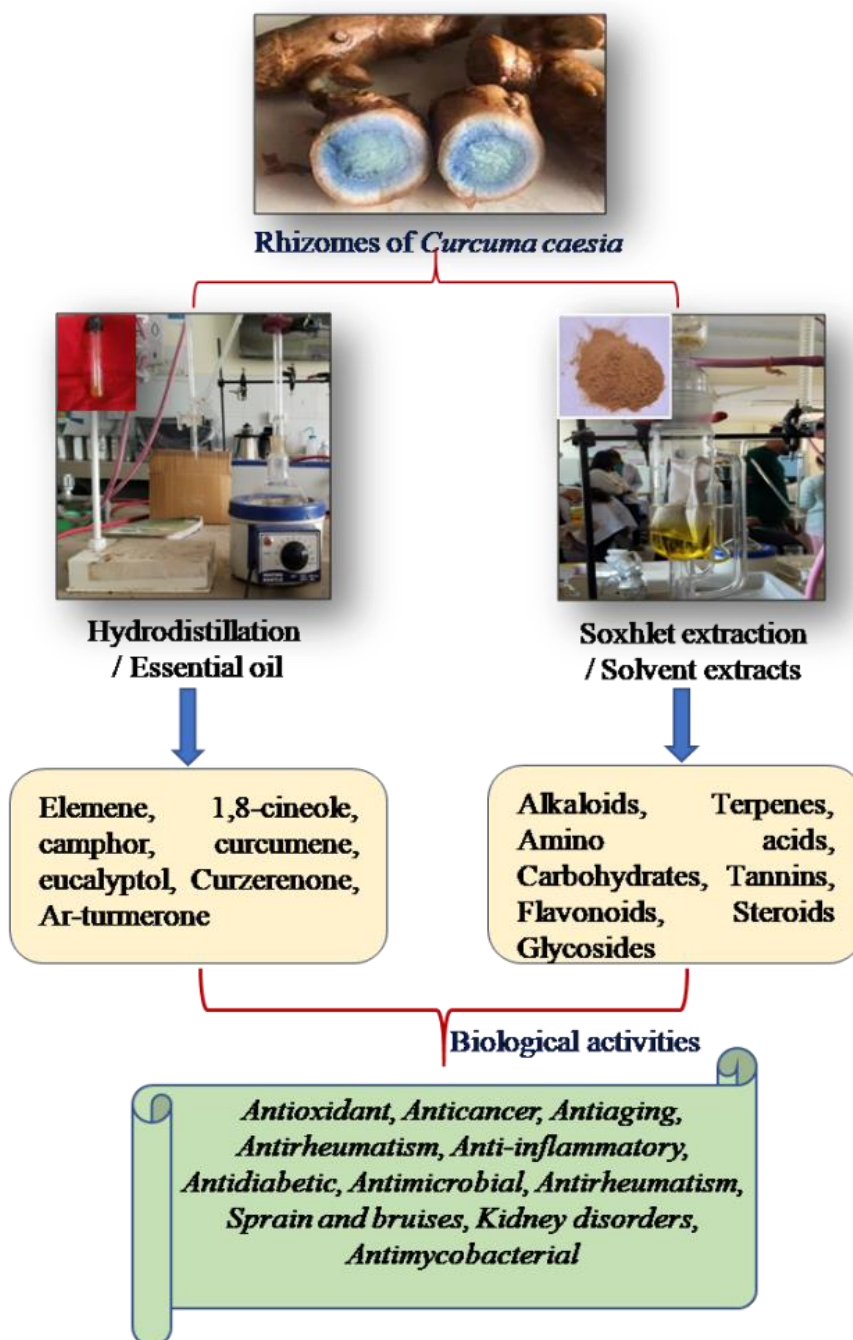 Rhizomes of Curcuma caesia
Hydrodistillation
/ Essential oil
Soxhlet extraction
/ Solvent extracts
Elemene, 1,8-cineole,
camphor, curcumene,
eucalyptol, Curzerenone,
Ar-turmerone
Alkaloids, Terpenes,
Amino acids,
Carbohydrates, Tannins,
Flavonoids, Steroids
Glycosides
Biological activities
Antioxidant, Anticancer, Antiaging,
Antirheumatism, Anti-inflammatory,
Antidiabetic, Antimicrobial, Antirheumatism,
Sprain and bruises, Kidney disorders,
Antimycobacterial